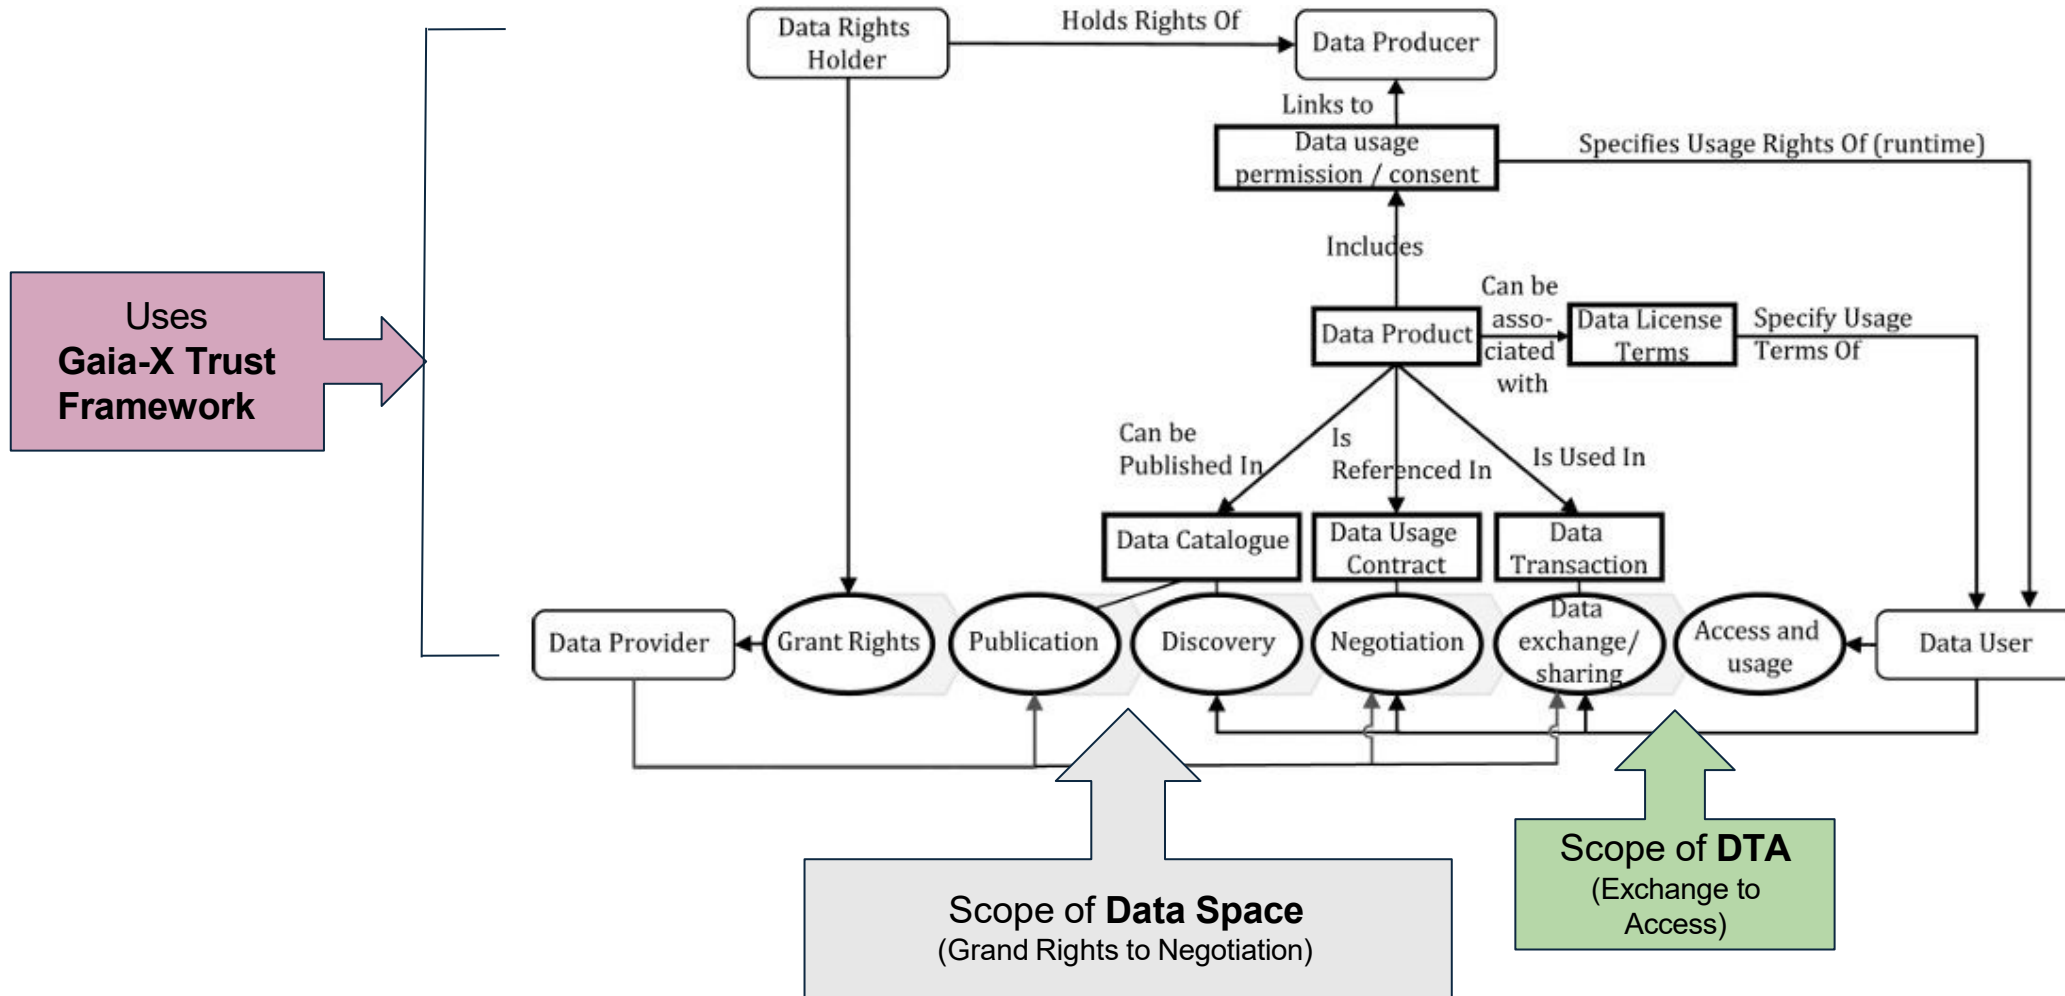 Data Rights
Holder
Holds Rights Of
Data Producer
Links to
Data usage
permission / consent
Specifies Usage Rights Of (runtime)
Includes
Uses
Gaia-X Trust
Framework
Data Product
Can be
asso-
ciated
with
Data License
Terms
Specify Usage
Terms Of
Can be
Published In
Is
Referenced In
Is Used In
Data Catalogue
Data Usage
Contract
Data
Transaction
Data Provider
Grant Rights
Publication
Discovery
Negotiation
Data
exchange/
sharing
Access and
usage
Data User
Scope of Data Space
(Grand Rights to Negotiation)
Scope of DTA
(Exchange to
Access)